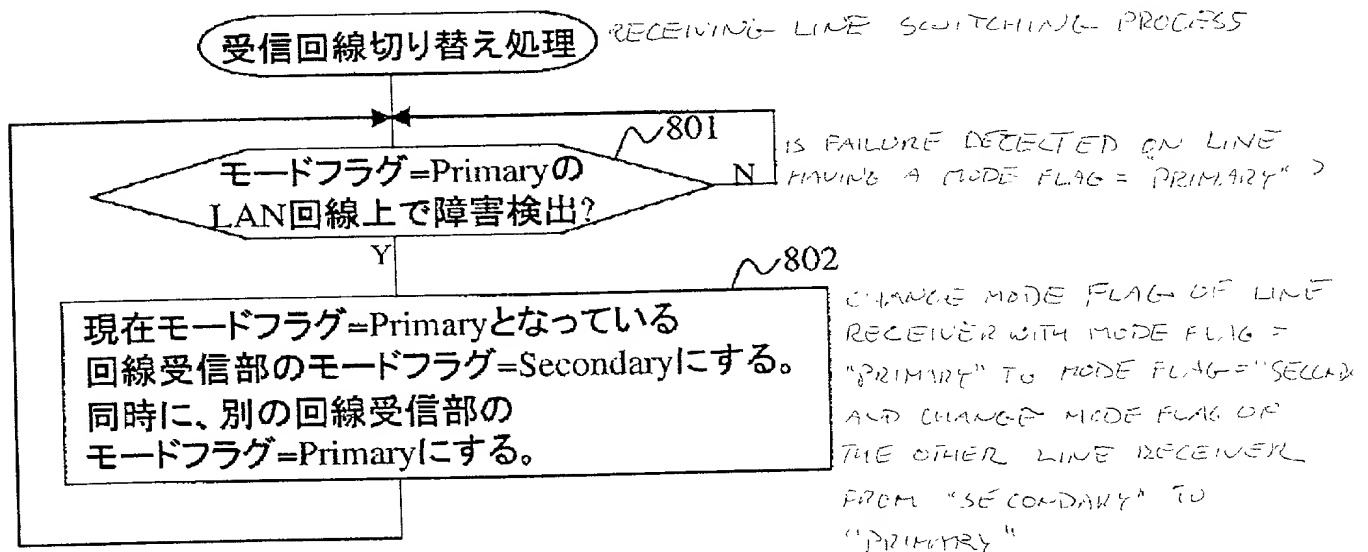 受信回線切り替え処理
RECEIVING LINE SWITCHING PROCESS
801
モードフラグ=Primaryの
LAN回線上で障害検出?
N
Y
IS FAILURE DETECTED ON LINE
HAVING A MODE FLAG = "PRIMARY" ?
802
現在モードフラグ=Primaryとなっている
回線受信部のモードフラグ=Secondaryにする。
同時に、別の回線受信部の
モードフラグ=Primaryにする。
CHANGE MODE FLAG OF LINE
RECEIVER WITH MODE FLAG =
"PRIMARY" TO MODE FLAG =
AND CHANGE MODE FLAG OF
THE OTHER LINE RECEIVER
FROM "SECONDARY" TO
"PRIMARY"